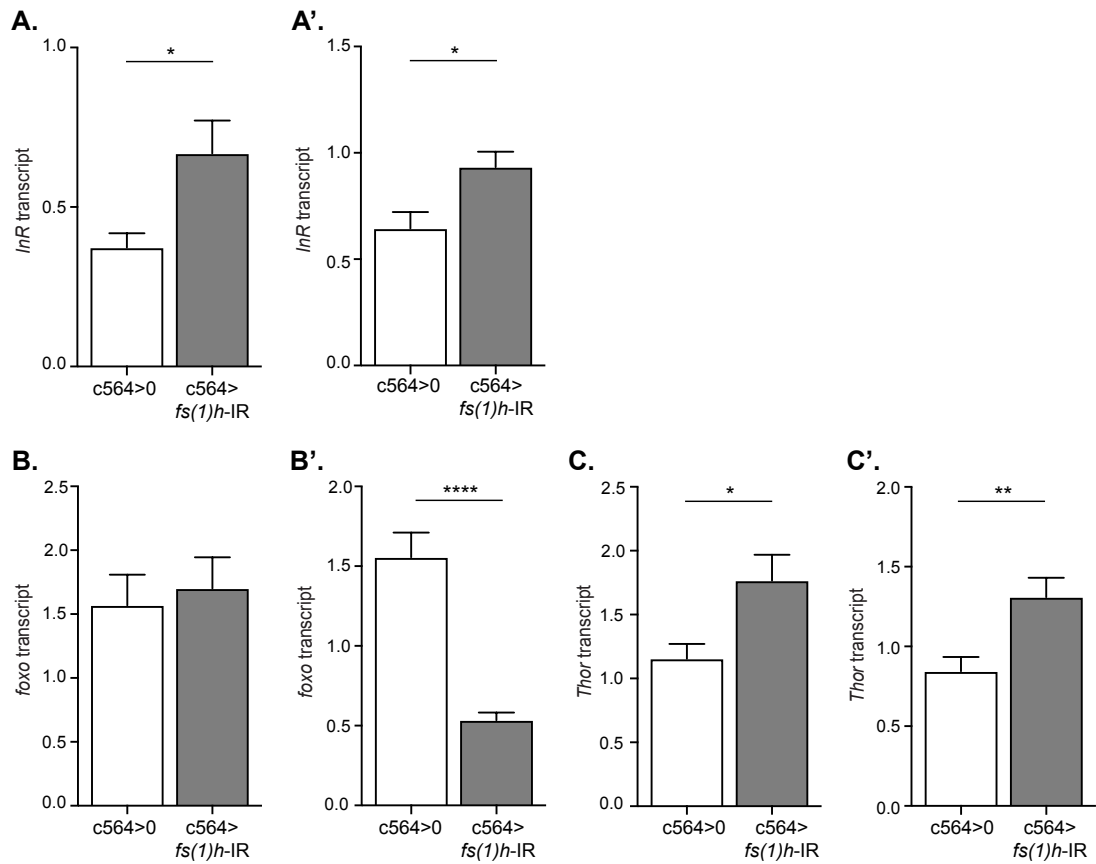 A.
1.0
0.5
0.0
InR transcript
*
c564>0
c564>
fs(1)h-IR
A’.
1.5
1.0
0.5
0.0
InR transcript
*
c564>0
c564>
fs(1)h-IR
B.
2.5
2.0
1.5
1.0
0.5
0.0
foxo transcript
c564>0
c564>
fs(1)h-IR
B’.
2.0
1.5
1.0
0.5
0.0
foxo transcript
****
c564>0
c564>
fs(1)h-IR
C.
2.5
2.0
1.5
1.0
0.5
0.0
Thor transcript
*
c564>0
c564>
fs(1)h-IR
C’.
2.0
1.5
1.0
0.5
0.0
Thor transcript
**
c564>0
c564>
fs(1)h-IR